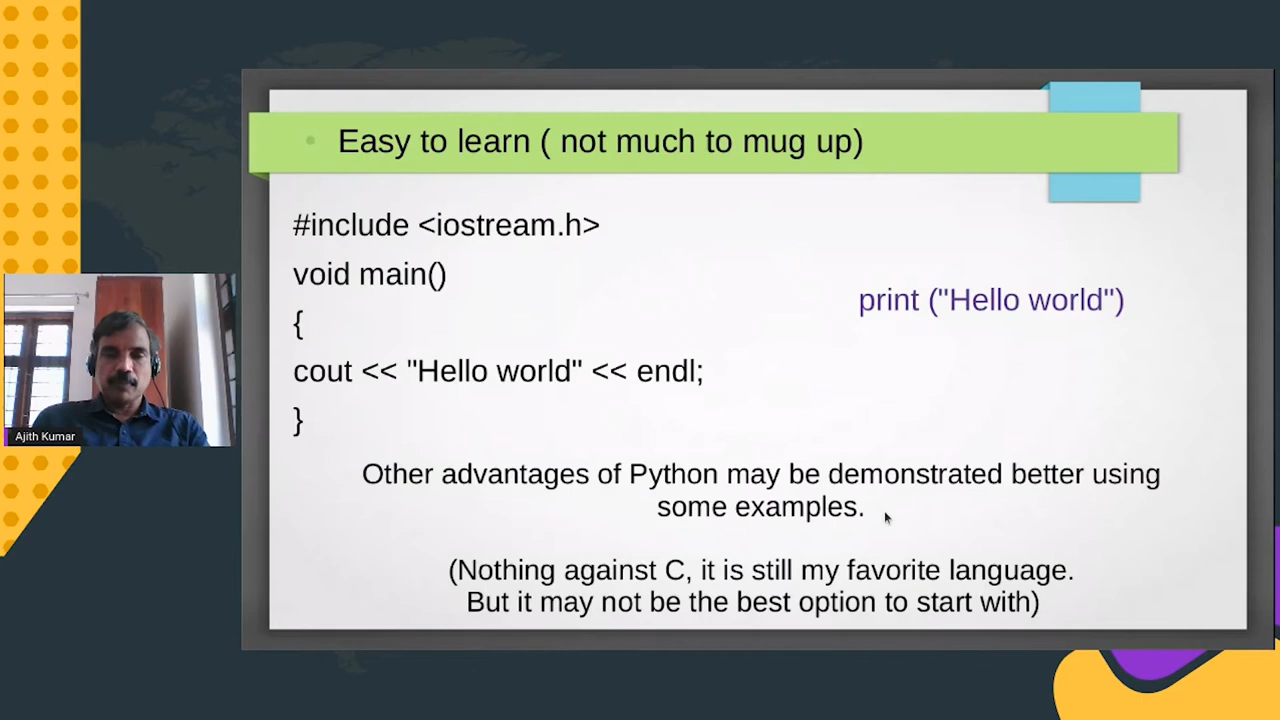 Easy to learn ( not much to mug up)
#include <iostream.h>
void main()
{
print ("Hello world")
cout << "Hello world" << endl;
}
Other advantages of Python may be demonstrated better using
some examples.
(Nothing against C, it is still my favorite language.
But it may not be the best option to start with)
Ajith Kumar